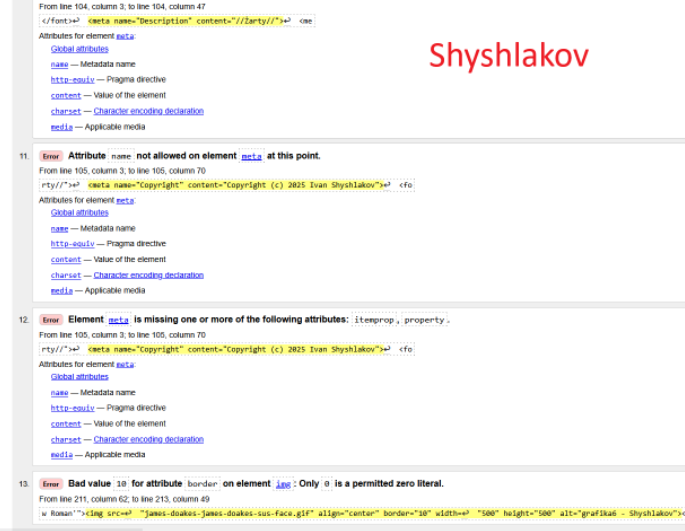 From line 104, column 3; to line 104, column 47
</font>↩ <meta name="Description" content="//Żarty//">↩ <me
Attributes for element meta:
Global attributes
name — Metadata name
http-equiv — Pragma directive
content — Value of the element
charset — Character encoding declaration
media — Applicable media
Shyshlakov
11. Error Attribute name not allowed on element meta at this point.
From line 105, column 3; to line 105, column 70
rty//">↩ <meta name="Copyright" content="Copyright (c) 2025 Ivan Shyshlakov">↩ <fo
Attributes for element meta:
Global attributes
name — Metadata name
http-equiv — Pragma directive
content — Value of the element
charset — Character encoding declaration
media — Applicable media
12. Error Element meta is missing one or more of the following attributes: itemprop, property.
From line 105, column 3; to line 105, column 70
rty//">↩ <meta name="Copyright" content="Copyright (c) 2025 Ivan Shyshlakov">↩ <fo
Attributes for element meta:
Global attributes
name — Metadata name
http-equiv — Pragma directive
content — Value of the element
charset — Character encoding declaration
media — Applicable media
13. Error Bad value 10 for attribute border on element img: Only 0 is a permitted zero literal.
From line 211, column 62; to line 213, column 49
w Roman'"><img src=↩ "james-doakes-james-doakes-sus-face.gif" align="center" border="10" width=↩ "500" height="500" alt="grafika6 - Shyshlakov"><